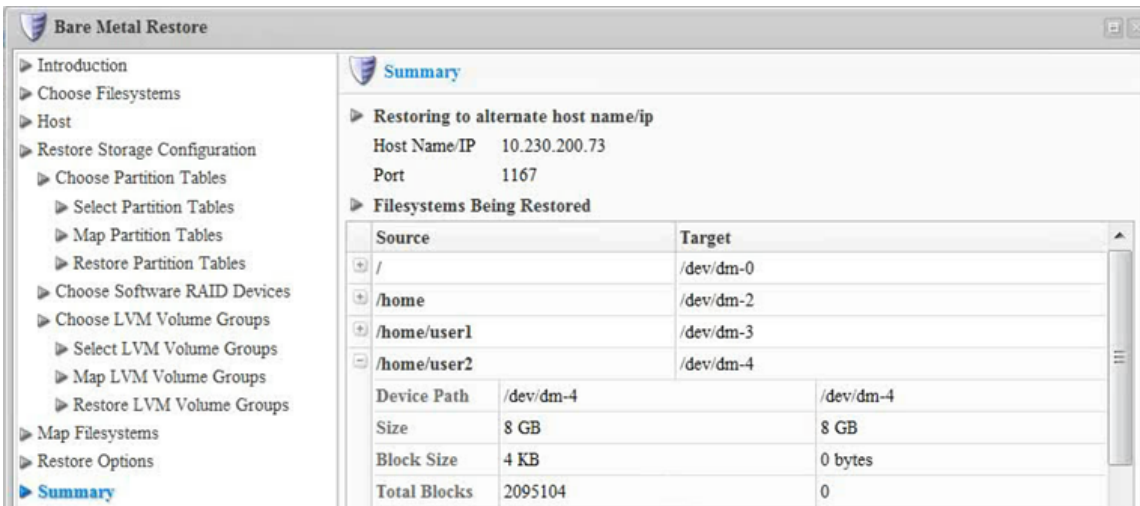 Bare Metal Restore
Introduction
Choose Filesystems
Host
Restore Storage Configuration
Choose Partition Tables
Select Partition Tables
Map Partition Tables
Restore Partition Tables
Choose Software RAID Devices
Choose LVM Volume Groups
Select LVM Volume Groups
Map LVM Volume Groups
Restore LVM Volume Groups
Map Filesystems
Restore Options
Summary
Summary
Restoring to alternate host name/ip
Host Name/IP 10.230.200.73
Port 1167
Filesystems Being Restored
Source Target
/ /dev/dm-0
/home /dev/dm-2
/home/user1 /dev/dm-3
/home/user2 /dev/dm-4
Device Path /dev/dm-4 /dev/dm-4
Size 8 GB 8 GB
Block Size 4 KB 0 bytes
Total Blocks 2095104 0